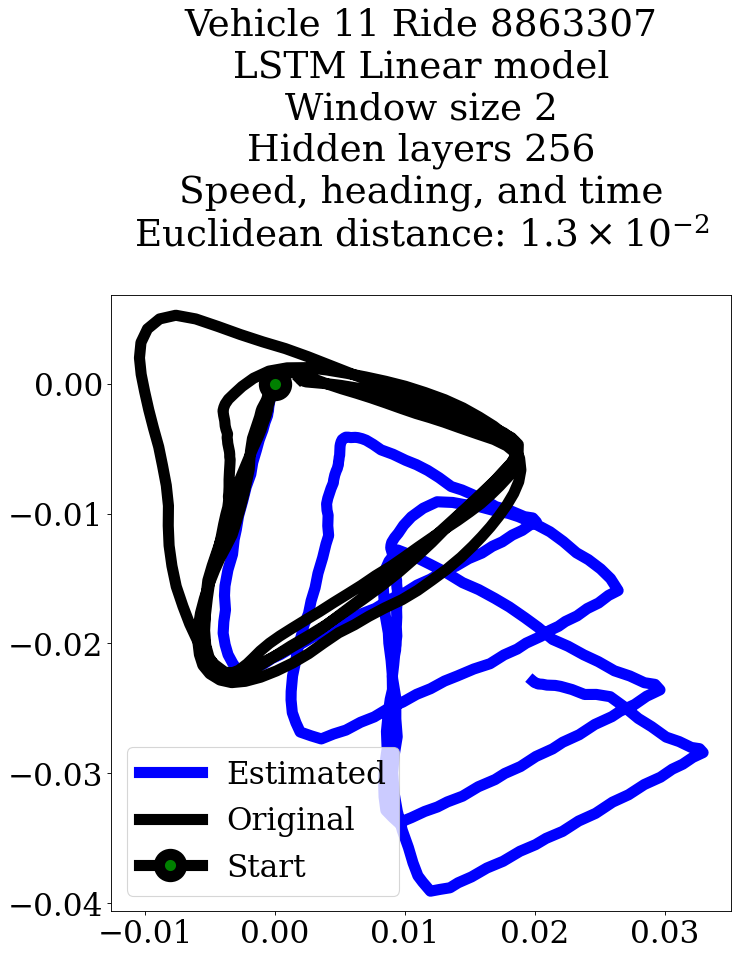 Vehicle 11 Ride 8863307
LSTM Linear model
Window size 2
Hidden layers 256
Speed, heading, and time
Euclidean distance: 1.3 × 10⁻²
0.00
−0.01
−0.02
−0.03
−0.04
Estimated
Original
Start
−0.01 0.00 0.01 0.02 0.03